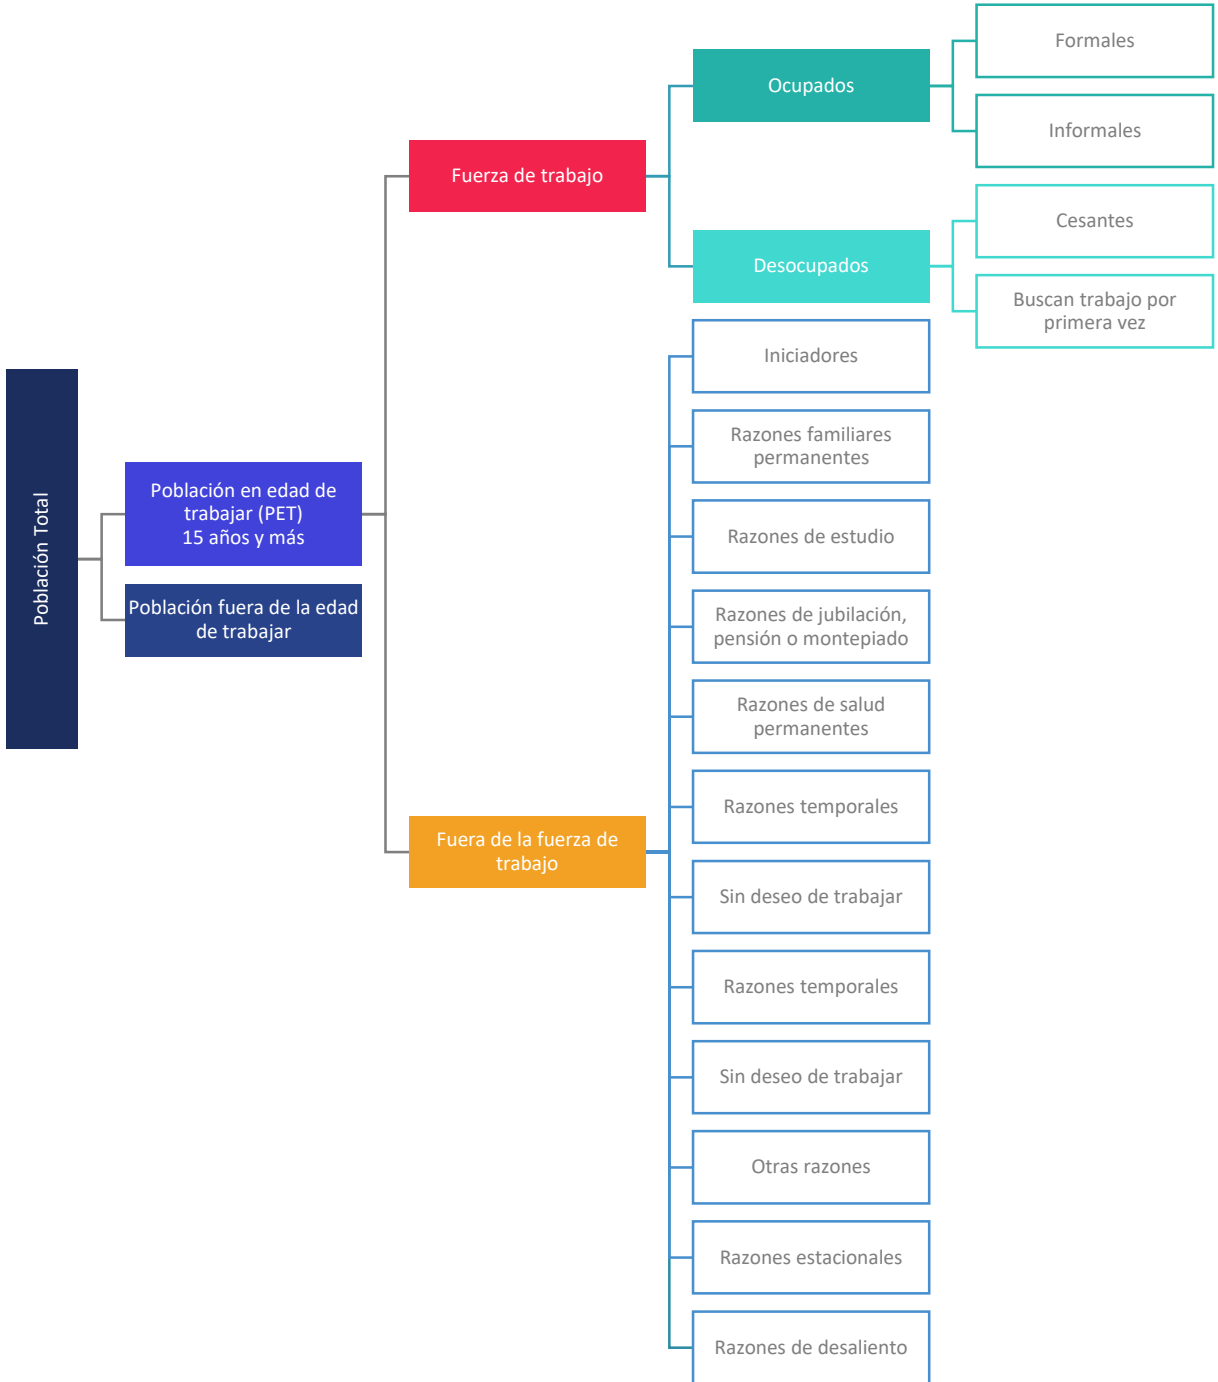 Población Total
Población en edad de
trabajar (PET)
15 años y más
Población fuera de la edad
de trabajar
Fuerza de trabajo
Fuera de la fuerza de
trabajo
Ocupados
Desocupados
Formales
Informales
Cesantes
Buscan trabajo por
primera vez
Iniciadores
Razones familiares
permanentes
Razones de estudio
Razones de jubilación,
pensión o montepiado
Razones de salud
permanentes
Razones temporales
Sin deseo de trabajar
Razones temporales
Sin deseo de trabajar
Otras razones
Razones estacionales
Razones de desaliento